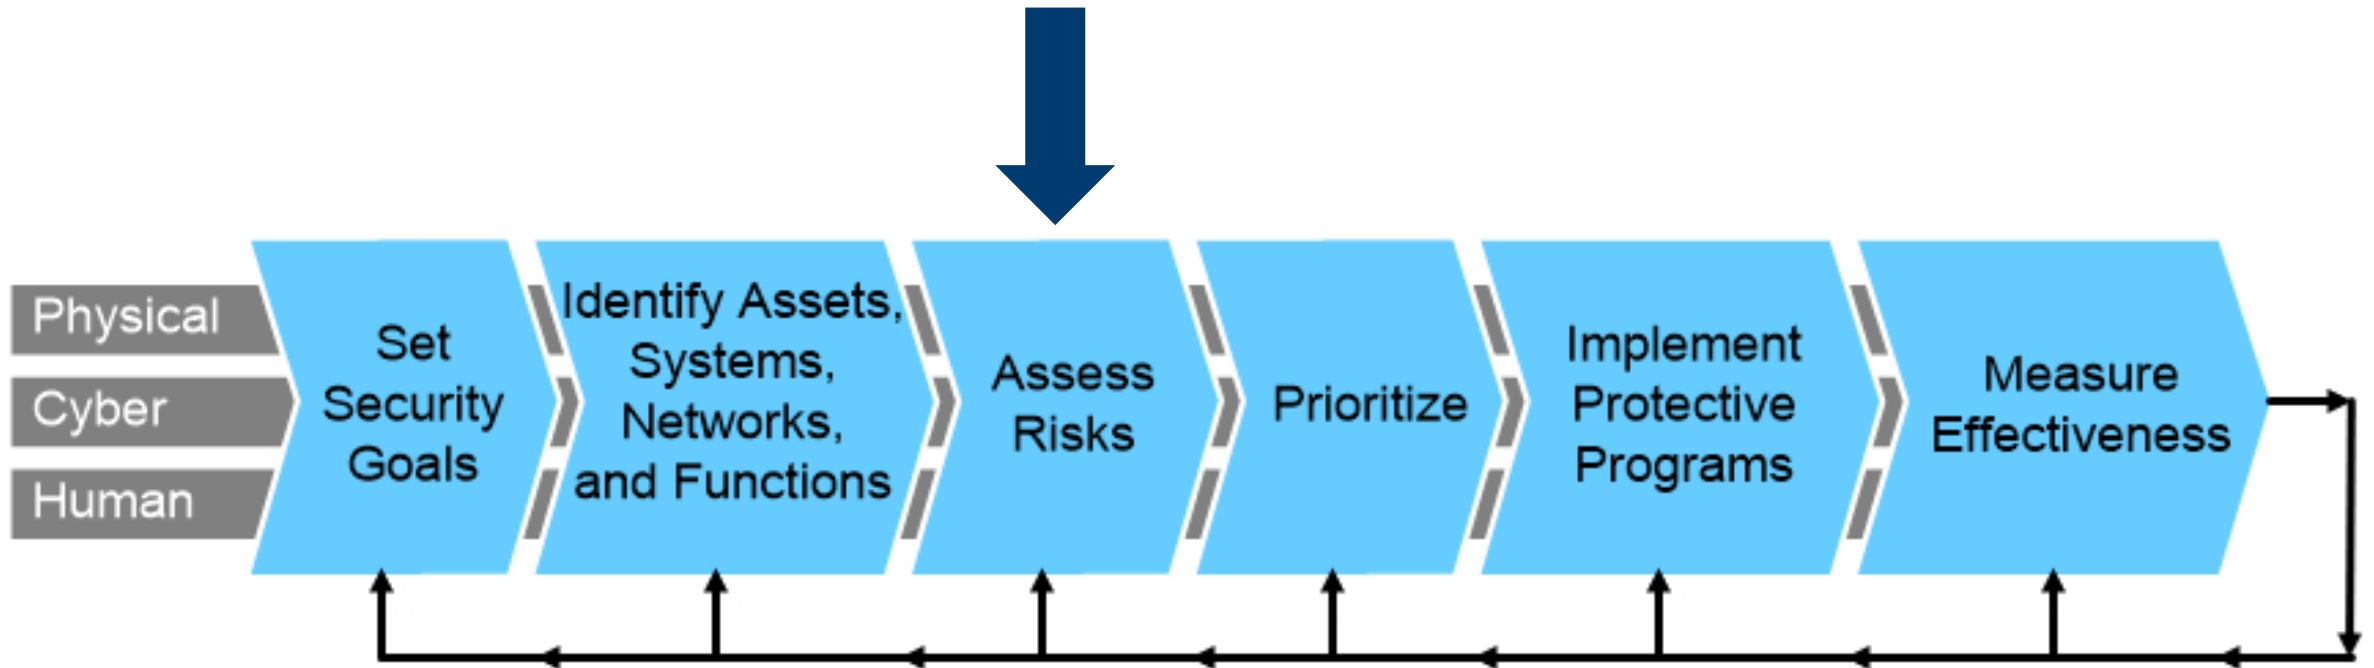 Physical
Cyber
Human
Set
Security
Goals
Identify Assets,
Systems,
Networks,
and Functions
Assess
Risks
Prioritize
Implement
Protective
Programs
Measure
Effectiveness